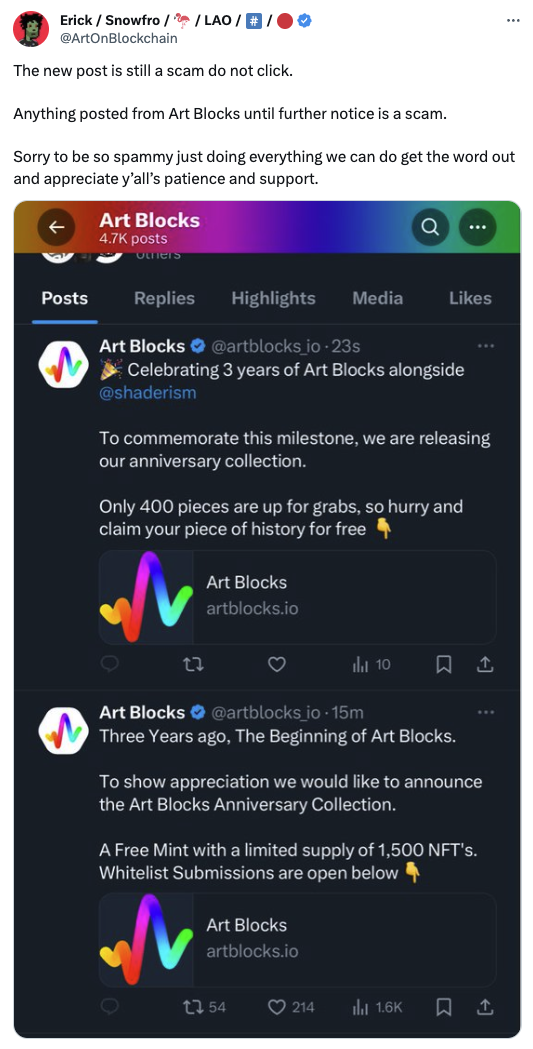 Erick / Snowfro / 🦩 / LAO / #️⃣ / 🔴
@ArtOnBlockchain
The new post is still a scam do not click.
Anything posted from Art Blocks until further notice is a scam.
Sorry to be so spammy just doing everything we can do get the word out
and appreciate y’all’s patience and support.
Art Blocks
4.7K posts
others
Posts Replies Highlights Media Likes
Art Blocks @artblocks_io · 23s
🎉 Celebrating 3 years of Art Blocks alongside
@shaderism
To commemorate this milestone, we are releasing
our anniversary collection.
Only 400 pieces are up for grabs, so hurry and
claim your piece of history for free 👇
Art Blocks
artblocks.io
10
Art Blocks @artblocks_io · 15m
Three Years ago, The Beginning of Art Blocks.
To show appreciation we would like to announce
the Art Blocks Anniversary Collection.
A Free Mint with a limited supply of 1,500 NFT's.
Whitelist Submissions are open below 👇
Art Blocks
artblocks.io
54 214 1.6K